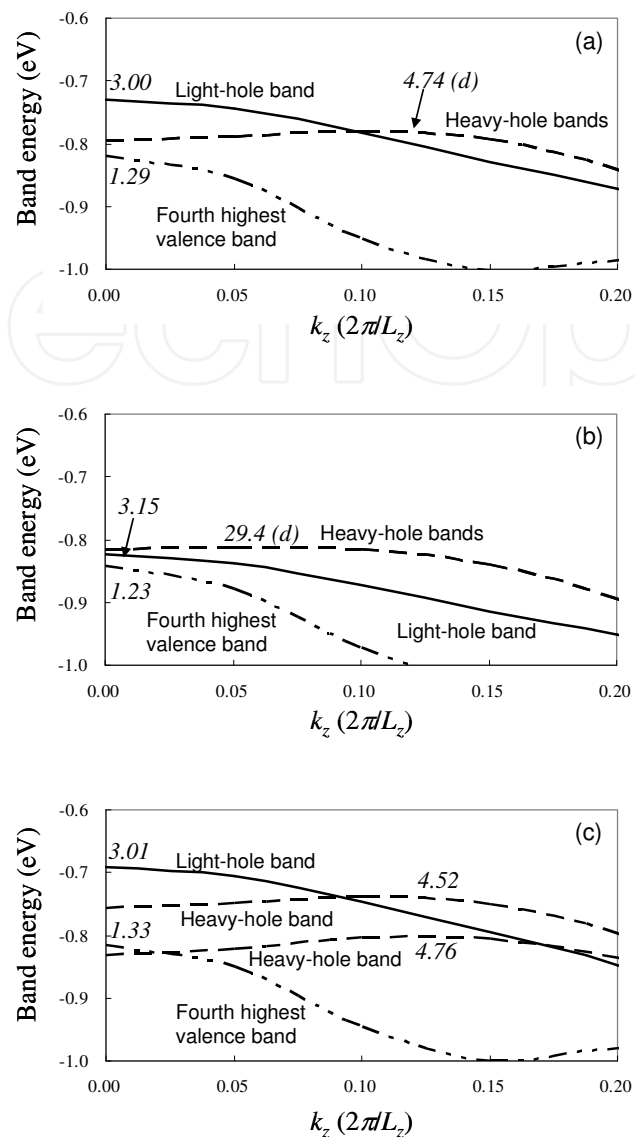 -0.6
(a)
3.00
Light-hole band
4.74 (d)
-0.7
Heavy-hole bands
-0.8
1.29
-0.9
Fourth highest
valence band
-1.0
Band energy (eV)
0.00 0.05 0.10 0.15 0.20
k_z (2π/L_z)
-0.6
(b)
-0.7
3.15
29.4 (d)
Heavy-hole bands
-0.8
1.23
-0.9
Fourth highest
valence band
Light-hole band
-1.0
Band energy (eV)
0.00 0.05 0.10 0.15 0.20
k_z (2π/L_z)
-0.6
(c)
3.01
Light-hole band
-0.7
4.52
Heavy-hole band
1.33
-0.8
Heavy-hole band
4.76
-0.9
Fourth highest
valence band
-1.0
Band energy (eV)
0.00 0.05 0.10 0.15 0.20
k_z (2π/L_z)